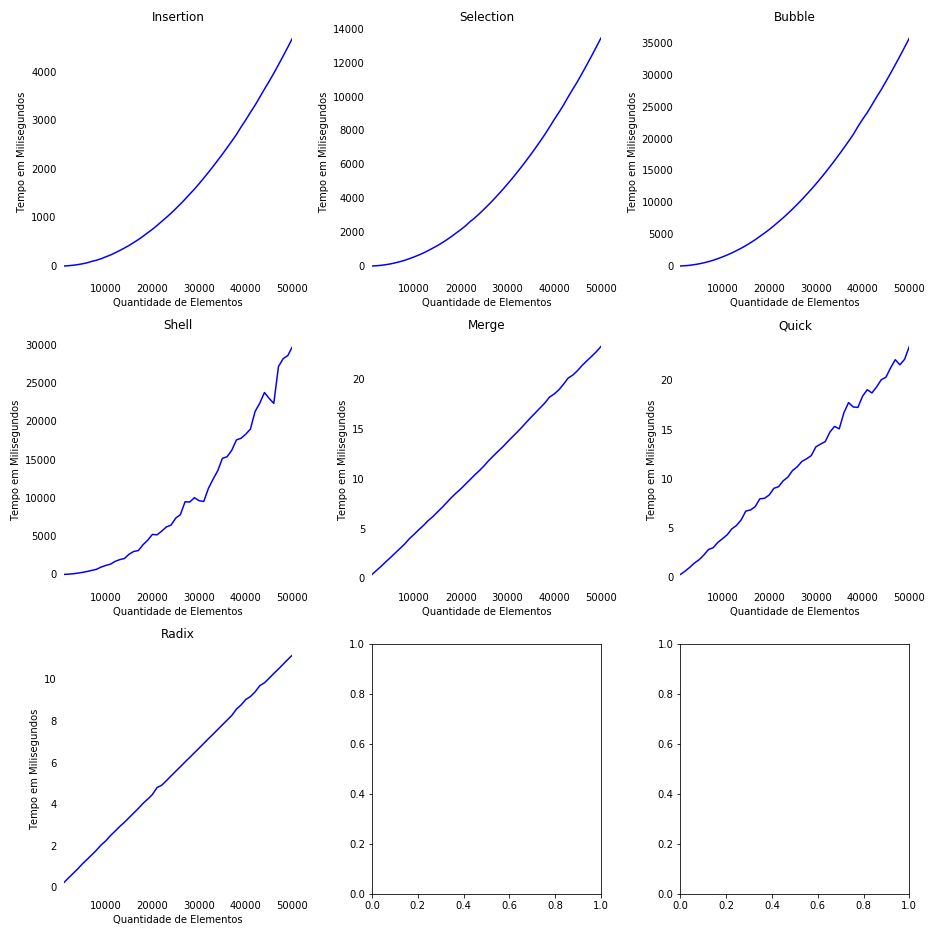 Insertion
Tempo em Milisegundos
4000
3000
2000
1000
0
10000 20000 30000 40000 50000
Quantidade de Elementos
Selection
Tempo em Milisegundos
14000
12000
10000
8000
6000
4000
2000
0
10000 20000 30000 40000 50000
Quantidade de Elementos
Bubble
Tempo em Milisegundos
35000
30000
25000
20000
15000
10000
5000
0
10000 20000 30000 40000 50000
Quantidade de Elementos
Shell
Tempo em Milisegundos
30000
25000
20000
15000
10000
5000
0
10000 20000 30000 40000 50000
Quantidade de Elementos
Merge
Tempo em Milisegundos
20
15
10
5
0
10000 20000 30000 40000 50000
Quantidade de Elementos
Quick
Tempo em Milisegundos
20
15
10
5
0
10000 20000 30000 40000 50000
Quantidade de Elementos
Radix
Tempo em Milisegundos
10
8
6
4
2
0
10000 20000 30000 40000 50000
Quantidade de Elementos
1.0
0.8
0.6
0.4
0.2
0.0
0.0 0.2 0.4 0.6 0.8 1.0
1.0
0.8
0.6
0.4
0.2
0.0
0.0 0.2 0.4 0.6 0.8 1.0